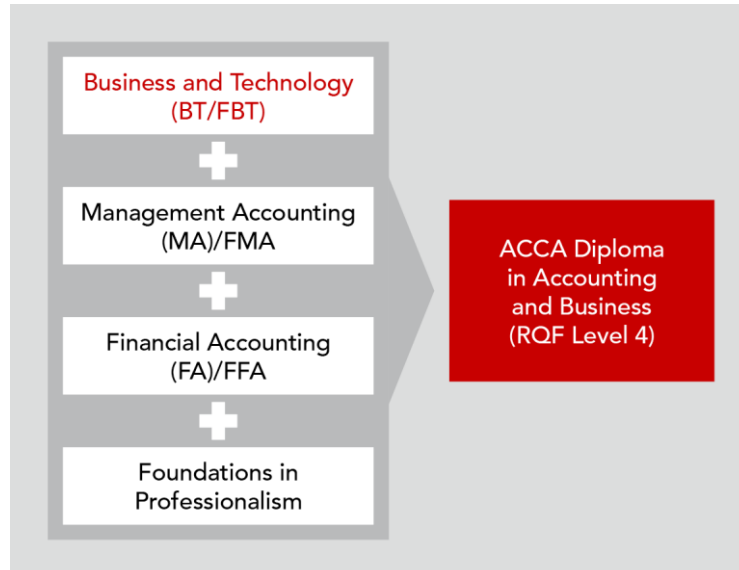 Business and Technology
(BT/FBT)
Management Accounting
(MA)/FMA
Financial Accounting
(FA)/FFA
Foundations in
Professionalism
ACCA Diploma
in Accounting
and Business
(RQF Level 4)